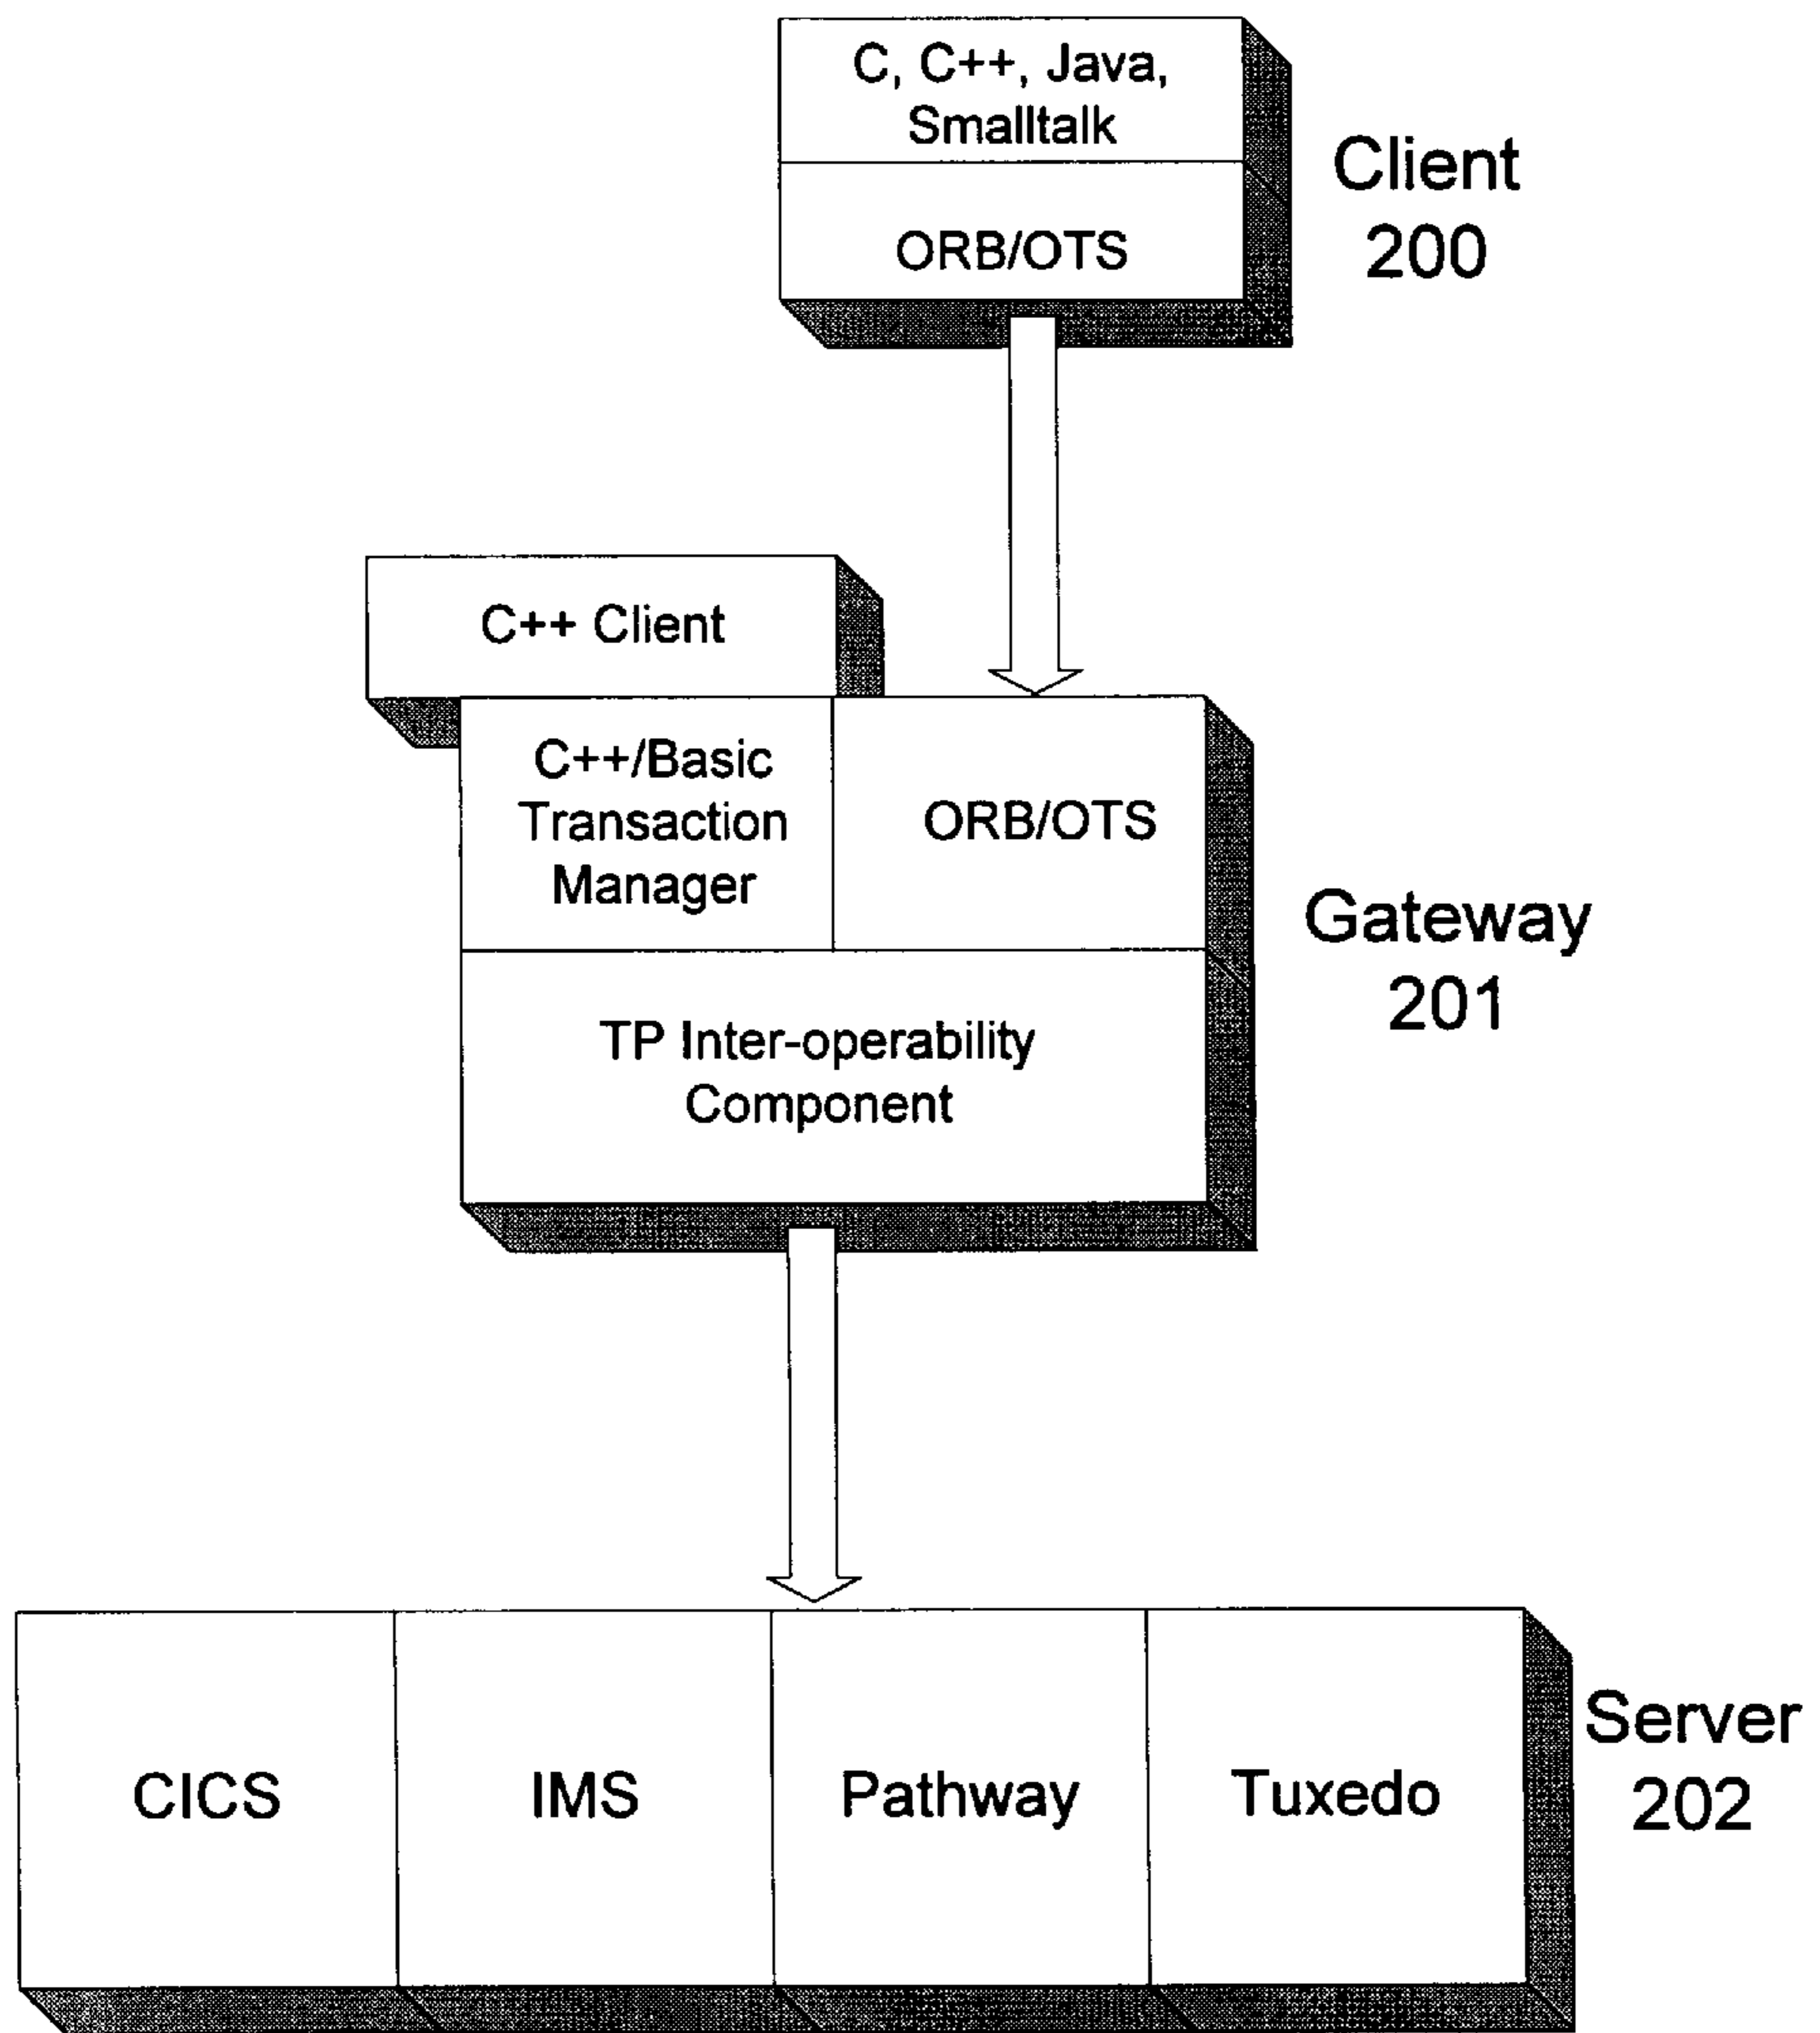 C, C++, Java,
Smalltalk
ORB/OTS
Client
200
C++ Client
C++/Basic
Transaction
Manager
ORB/OTS
TP Inter-operability
Component
Gateway
201
CICS
IMS
Pathway
Tuxedo
Server
202